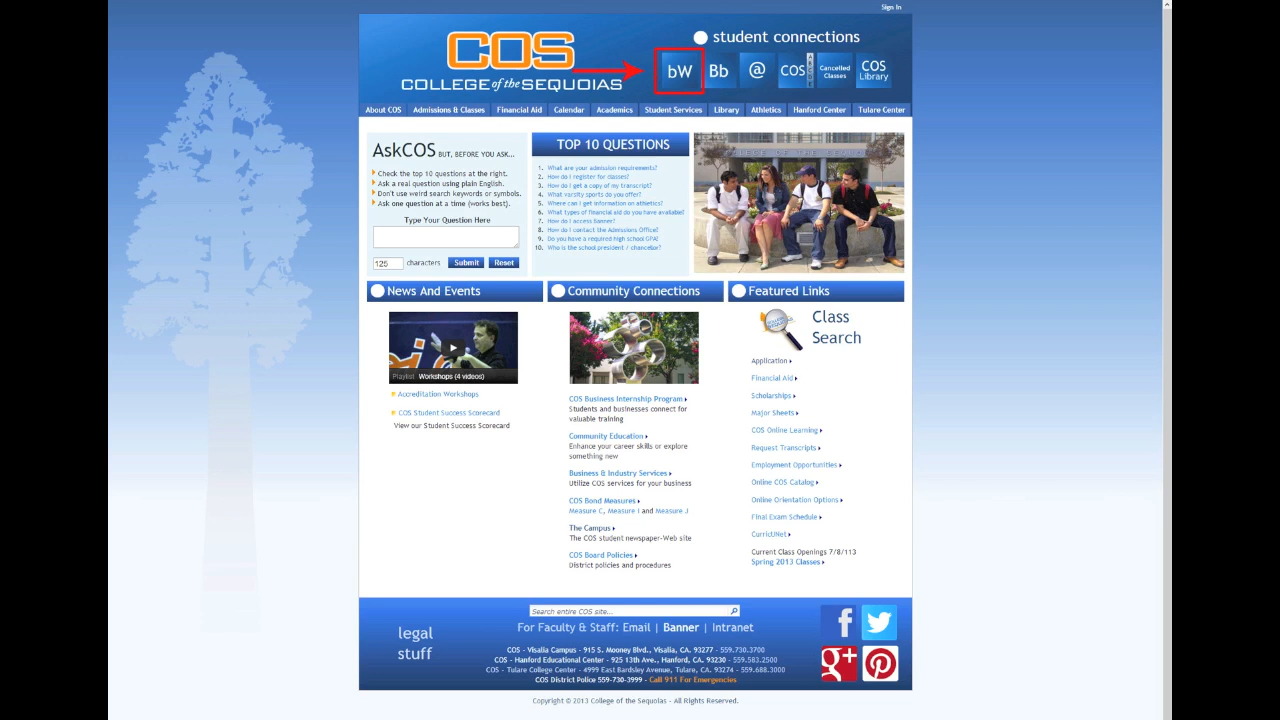 Sign In
COS
COLLEGE of the SEQUOIAS
student connections
bW
Bb
@
COS
Cancelled
Classes
COS
Library
About COS
Admissions & Classes
Financial Aid
Calendar
Academics
Student Services
Library
Athletics
Hanford Center
Tulare Center
AskCOS BUT, BEFORE YOU ASK...
Check the top 10 questions at the right.
Ask a real question using plain English.
Don't use weird search keywords or symbols.
Ask one question at a time (works best).
Type Your Question Here
125 characters Submit Reset
TOP 10 QUESTIONS
1. What are your admission requirements?
2. How do I register for classes?
3. How do I get a copy of my transcript?
4. What varsity sports do you offer?
5. Where can I get information on athletics?
6. What types of financial aid do you have available?
7. How do I access Banner?
8. How do I contact the Admissions Office?
9. Do you have a required high school GPA?
10. Who is the school president / chancellor?
COLLEGE OF THE SEQUOIAS
News And Events
Playlist Workshops (4 videos)
Accreditation Workshops
COS Student Success Scorecard
View our Student Success Scorecard
Community Connections
COS Business Internship Program
Students and businesses connect for
valuable training
Community Education
Enhance your career skills or explore
something new
Business & Industry Services
Utilize COS services for your business
COS Bond Measures
Measure C, Measure I and Measure J
The Campus
The COS student newspaper-Web site
COS Board Policies
District policies and procedures
Featured Links
Class
Search
Application
Financial Aid
Scholarships
Major Sheets
COS Online Learning
Request Transcripts
Employment Opportunities
Online COS Catalog
Online Orientation Options
Final Exam Schedule
CurricUNet
Current Class Openings 7/8/113
Spring 2013 Classes
legal
stuff
Search entire COS site...
For Faculty & Staff: Email | Banner | Intranet
COS - Visalia Campus - 915 S. Mooney Blvd., Visalia, CA. 93277 - 559.730.3700
COS - Hanford Educational Center - 925 13th Ave., Hanford, CA. 93230 - 559.583.2500
COS - Tulare College Center - 4999 East Bardsley Avenue, Tulare, CA. 93274 - 559.688.3000
COS District Police 559-730-3999 - Call 911 For Emergencies
Copyright © 2013 College of the Sequoias - All Rights Reserved.